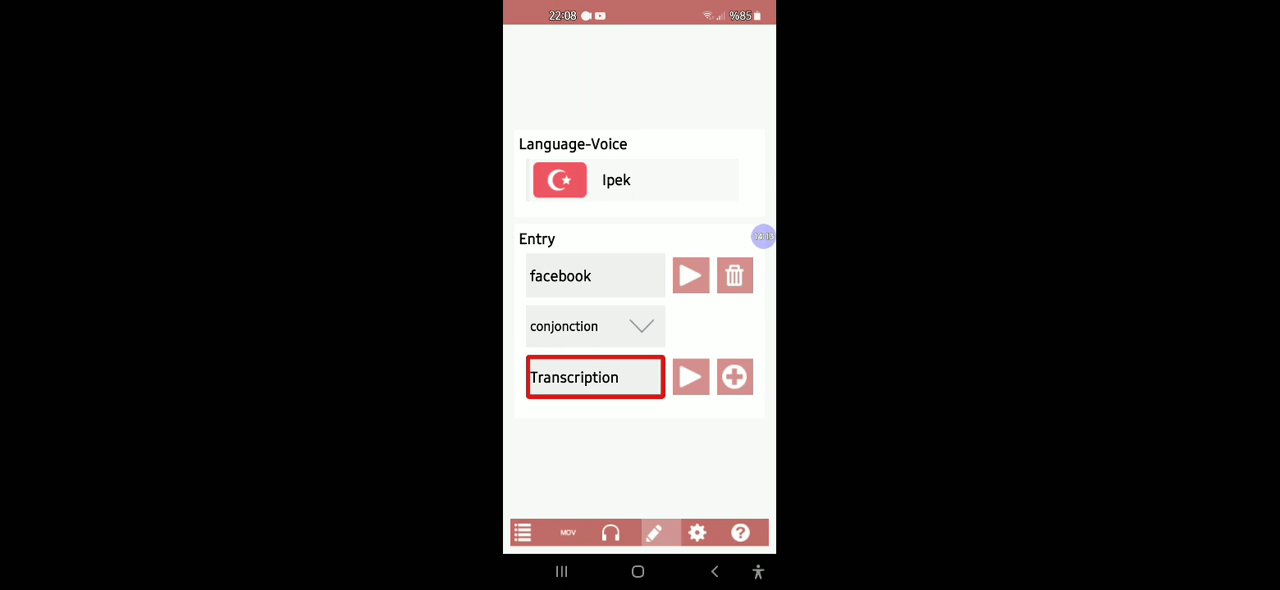 22:08 %85
Language-Voice
Ipek
Entry
facebook
conjonction
Transcription
MOV
?